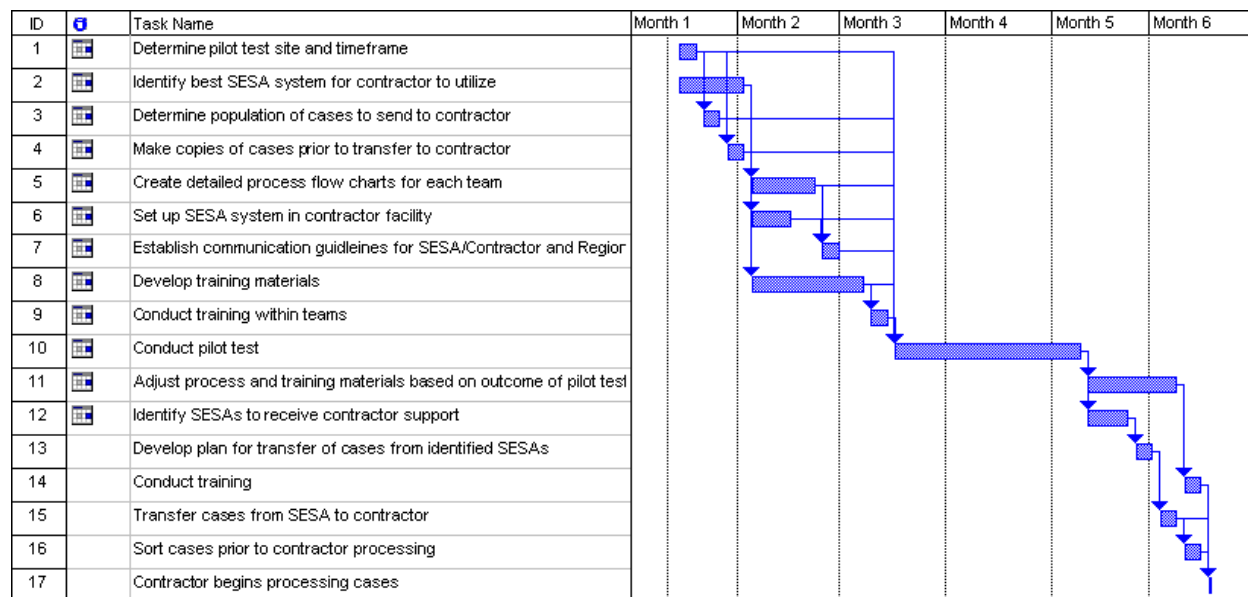 ID Task Name Month 1 Month 2 Month 3 Month 4 Month 5 Month 6
1 Determine pilot test site and timeframe
2 Identify best SESA system for contractor to utilize
3 Determine population of cases to send to contractor
4 Make copies of cases prior to transfer to contractor
5 Create detailed process flow charts for each team
6 Set up SESA system in contractor facility
7 Establish communication guidleines for SESA/Contractor and Region
8 Develop training materials
9 Conduct training within teams
10 Conduct pilot test
11 Adjust process and training materials based on outcome of pilot test
12 Identify SESAs to receive contractor support
13 Develop plan for transfer of cases from identified SESAs
14 Conduct training
15 Transfer cases from SESA to contractor
16 Sort cases prior to contractor processing
17 Contractor begins processing cases